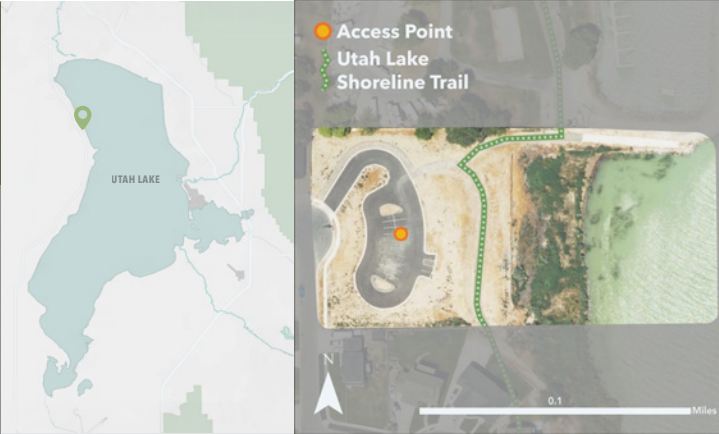 UTAH LAKE
Access Point
Utah Lake
Shoreline Trail
N
0.1
Miles